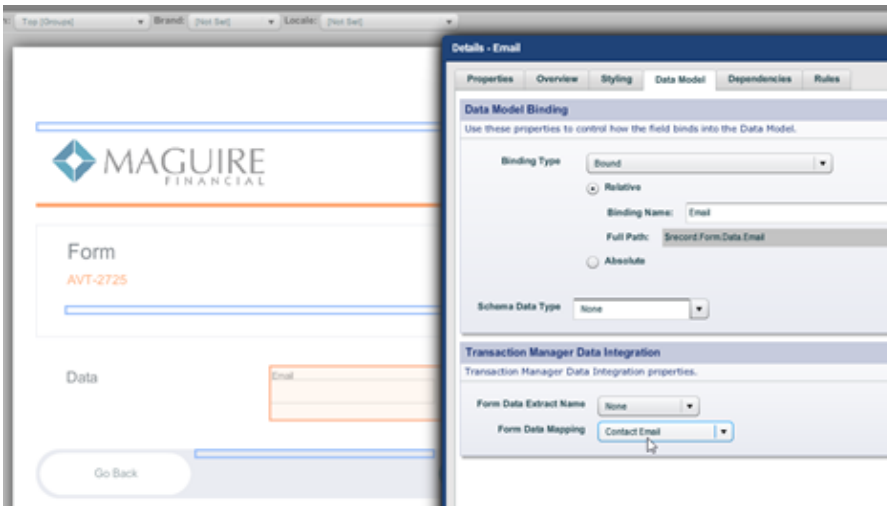 Top [Groups] Brand: [Not Set] Locale: [Not Set]
Details - Email
Properties Overview Styling Data Model Dependencies Rules
Data Model Binding
Use these properties to control how the field binds into the Data Model.
Binding Type Bound
Relative
Binding Name: Email
Full Path: $record.Form.Data.Email
Absolute
Schema Data Type None
Transaction Manager Data Integration
Transaction Manager Data Integration properties.
Form Data Extract Name None
Form Data Mapping Contact Email
MAGUIRE
FINANCIAL
Form
AVT-2725
Data
Email
Go Back